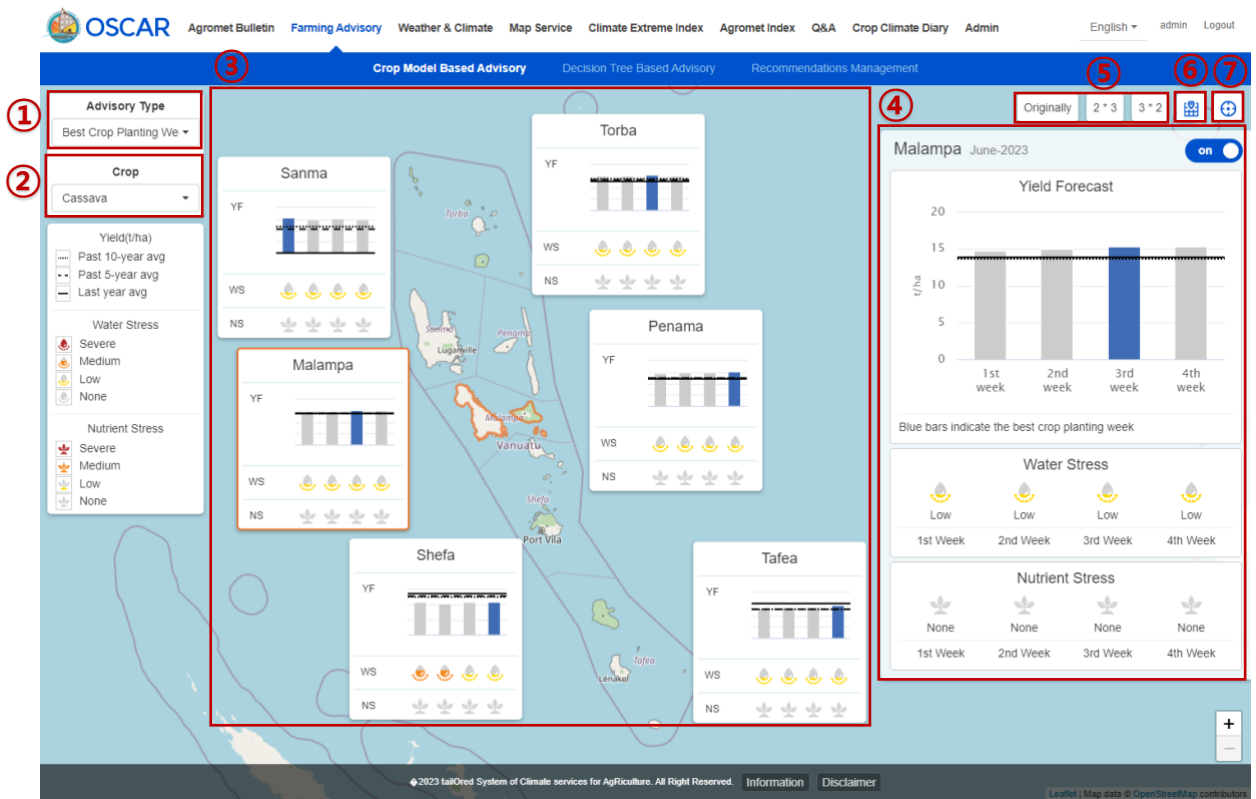 OSCAR
Agromet Bulletin Farming Advisory Weather & Climate Map Service Climate Extreme Index Agromet Index Q&A Crop Climate Diary Admin
English admin Logout
Crop Model Based Advisory Decision Tree Based Advisory Recommendations Management
①
Advisory Type
Best Crop Planting We
②
Crop
Cassava
Yield(t/ha)
Past 10-year avg
Past 5-year avg
Last year avg
Water Stress
Severe
Medium
Low
None
Nutrient Stress
Severe
Medium
Low
None
③
Sanma
YF
WS
NS
Torba
YF
WS
NS
Malampa
YF
WS
NS
Penama
YF
WS
NS
Shefa
YF
WS
NS
Tafea
YF
WS
NS
Torba
Sanma
Luganville
Penama
Malampa
Vanuatu
Shefa
Port Vila
Tafea
Lenakel
④
⑤
Originally 2 * 3 3 * 2
⑥
⑦
Malampa June-2023 on
Yield Forecast
t/ha
20
15
10
5
0
1st week 2nd week 3rd week 4th week
Blue bars indicate the best crop planting week
Water Stress
Low Low Low Low
1st Week 2nd Week 3rd Week 4th Week
Nutrient Stress
None None None None
1st Week 2nd Week 3rd Week 4th Week
+
−
�2023 tailOred System of Climate services for AgRiculture. All Right Reserved. Information Disclaimer
Leaflet | Map data © OpenStreetMap contributors